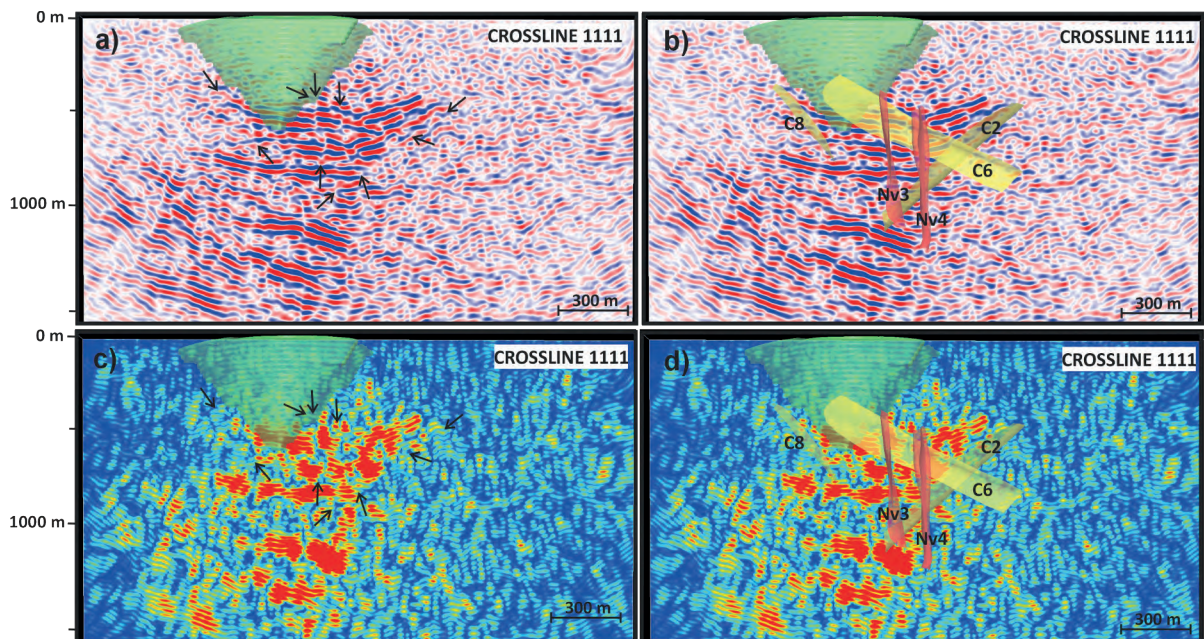 0 m
a)
CROSSLINE 1111
1000 m
300 m
b)
CROSSLINE 1111
C8
C2
C6
Nv3
Nv4
300 m
0 m
c)
CROSSLINE 1111
1000 m
300 m
d)
CROSSLINE 1111
C8
C2
C6
Nv3
Nv4
300 m